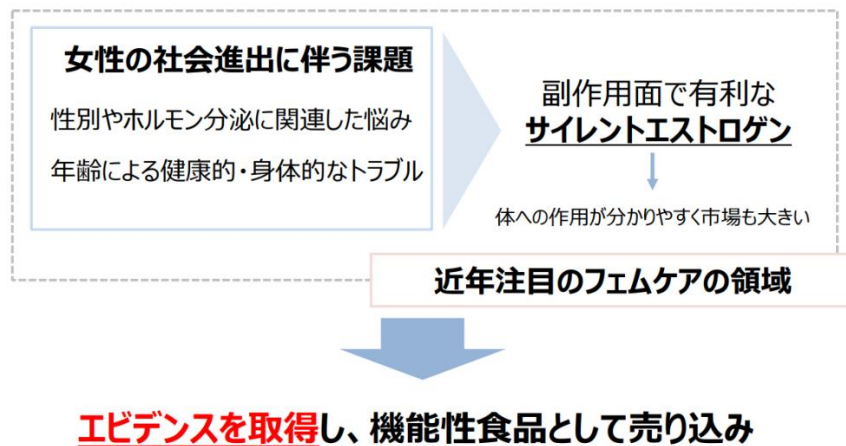 女性の社会進出に伴う課題
性別やホルモン分泌に関連した悩み
年齢による健康的・身体的なトラブル
副作用面で有利な
サイレントエストロゲン
体への作用が分かりやすく市場も大きい
近年注目のフェムケアの領域
エビデンスを取得し、機能性食品として売り込み